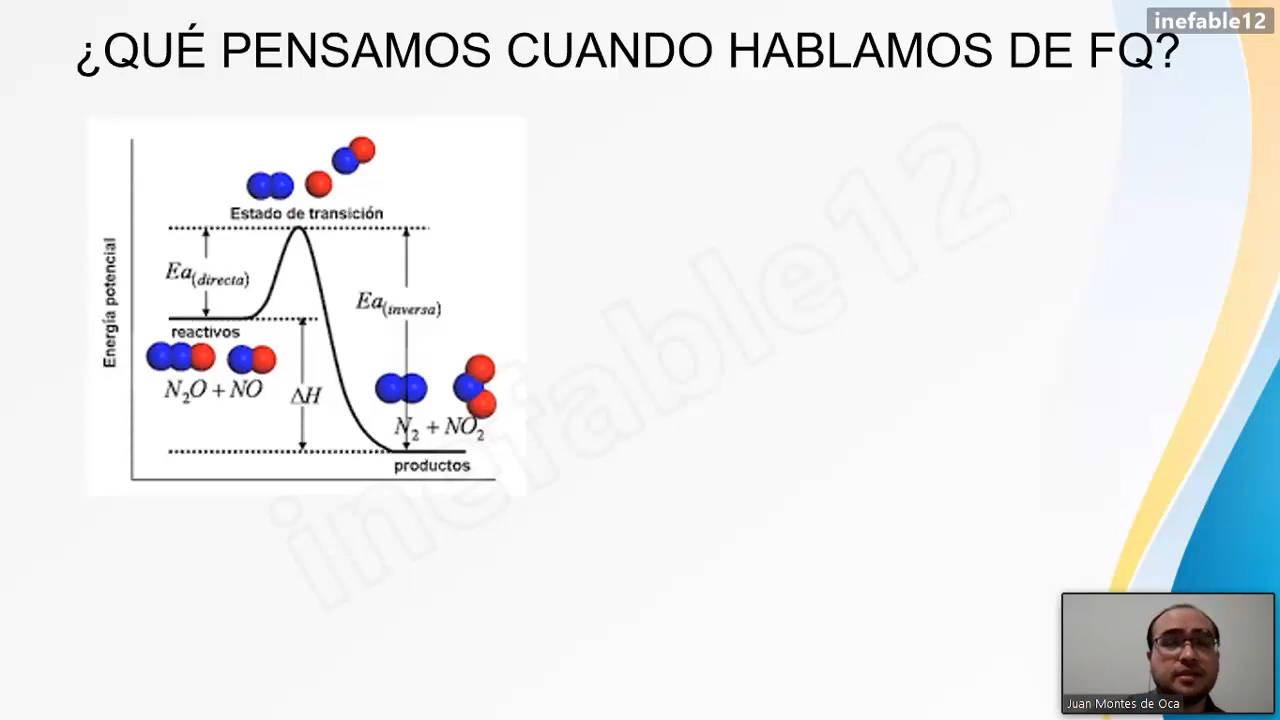 inefable12
¿QUÉ PENSAMOS CUANDO HABLAMOS DE FQ?
Estado de transición
Ea(directa)
Ea(inversa)
Energía potencial
reactivos
N₂O + NO
ΔH
N₂ + NO₂
productos
inefable12
Juan Montes de Oca